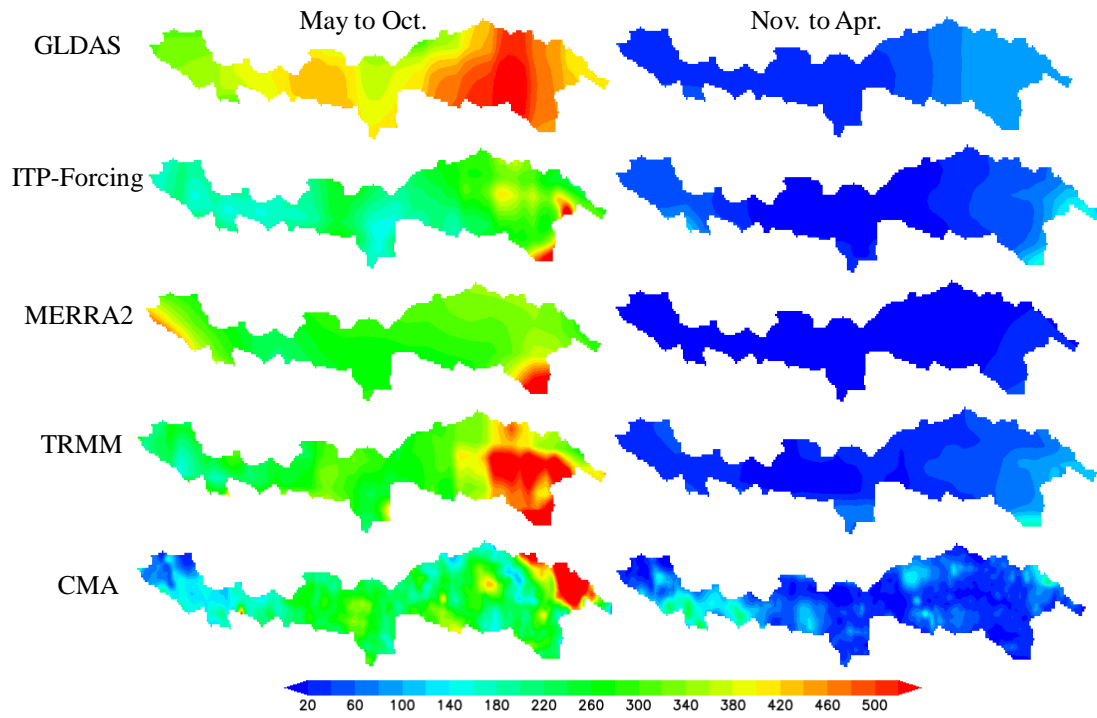 May to Oct.
Nov. to Apr.
GLDAS
ITP-Forcing
MERRA2
TRMM
CMA
20 60 100 140 180 220 260 300 340 380 420 460 500